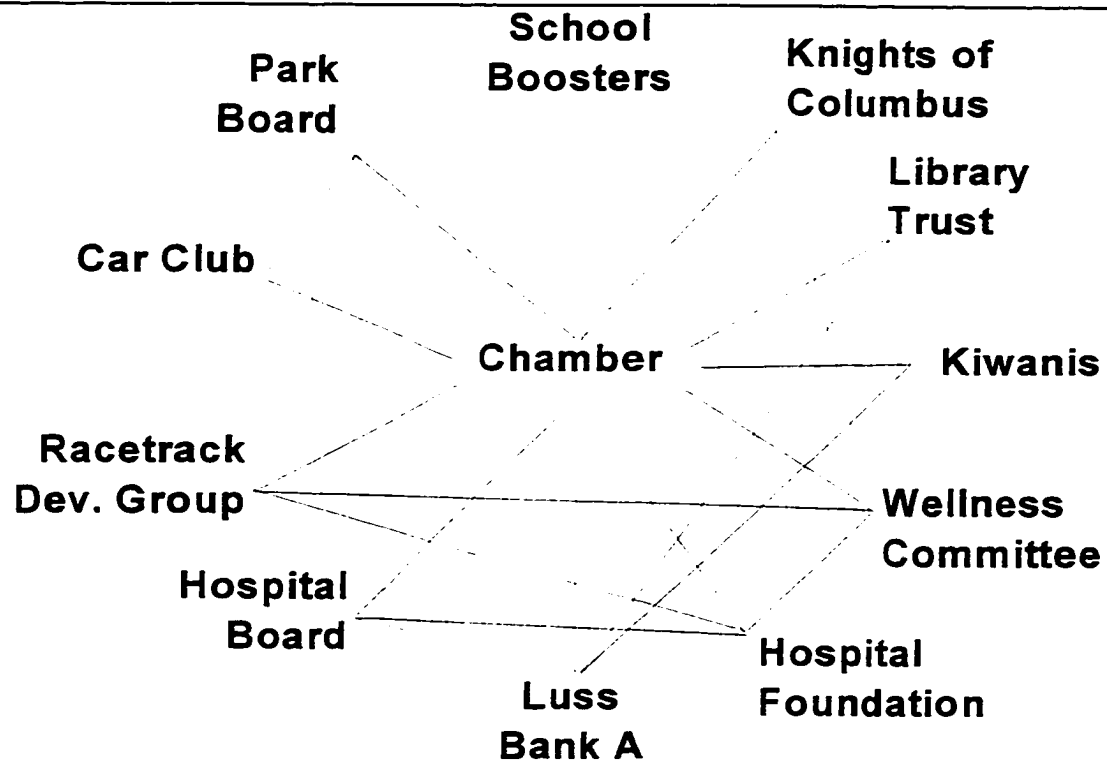 School
Boosters
Knights of
Columbus
Park
Board
Library
Trust
Car Club
Chamber
Kiwanis
Racetrack
Dev. Group
Wellness
Committee
Hospital
Board
Hospital
Foundation
Luss
Bank A